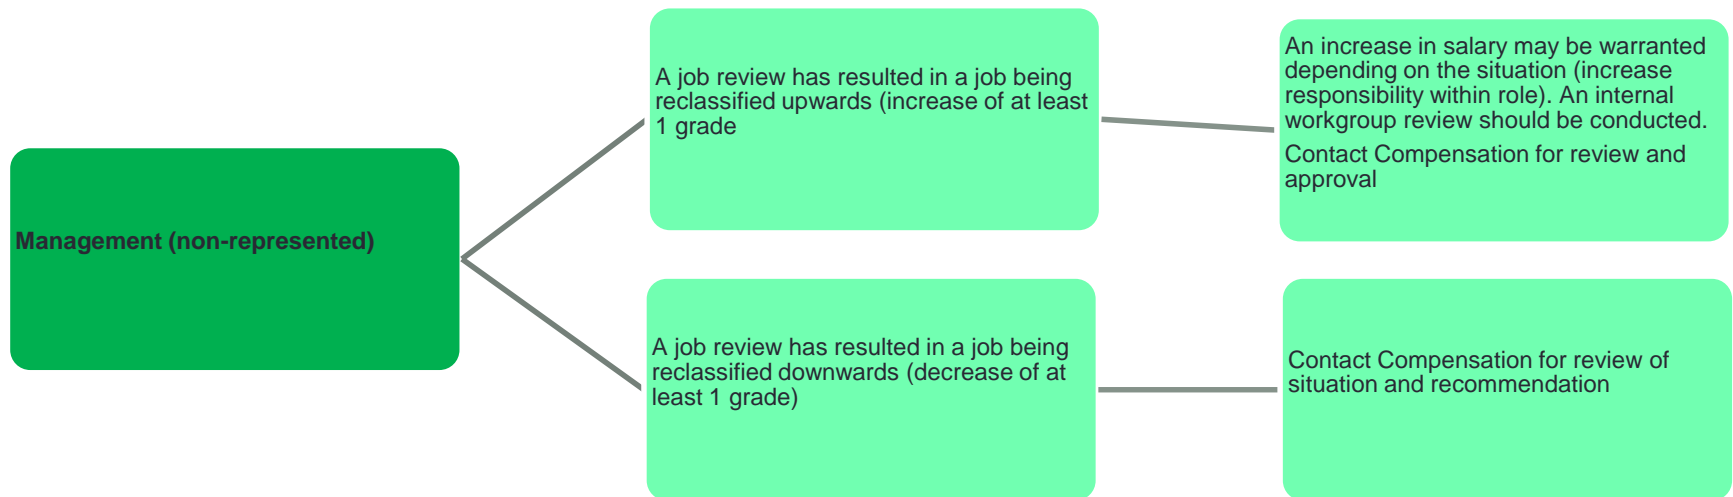 Management (non-represented)
A job review has resulted in a job being
reclassified upwards (increase of at least
1 grade
An increase in salary may be warranted
depending on the situation (increase
responsibility within role). An internal
workgroup review should be conducted.
Contact Compensation for review and
approval
A job review has resulted in a job being
reclassified downwards (decrease of at
least 1 grade)
Contact Compensation for review of
situation and recommendation